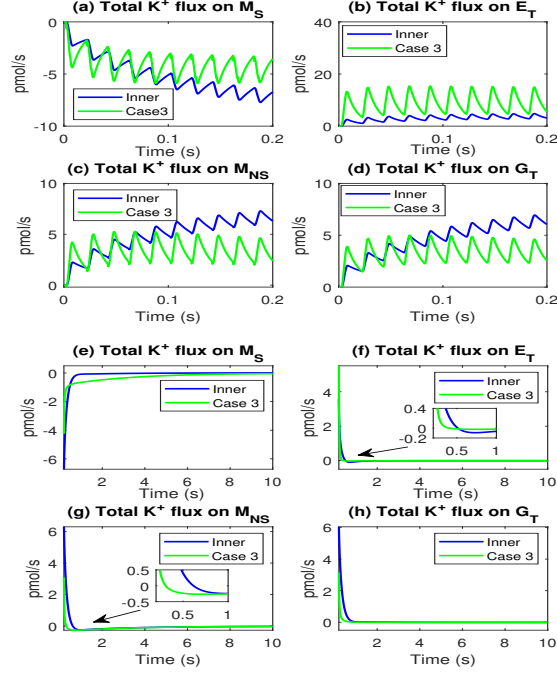 (a) Total K+ flux on MS
(b) Total K+ flux on ET
pmol/s
0
-5
-10
0
0.1
0.2
Time (s)
Inner
Case3
pmol/s
40
20
0
0
0.1
0.2
Time (s)
Inner
Case 3
(c) Total K+ flux on MNS
(d) Total K+ flux on GT
pmol/s
10
5
0
0
0.1
0.2
Time (s)
Inner
Case 3
pmol/s
10
5
0
0
0.1
0.2
Time (s)
Inner
Case 3
(e) Total K+ flux on MS
(f) Total K+ flux on ET
pmol/s
0
-2
-4
-6
2
4
6
8
10
Time (s)
Inner
Case 3
pmol/s
4
2
0
2
4
6
8
10
Time (s)
Inner
Case 3
0.4
0
-0.2
0.5
1
(g) Total K+ flux on MNS
(h) Total K+ flux on GT
pmol/s
6
4
2
0
2
4
6
8
10
Time (s)
Inner
Case 3
0.5
0
-0.5
0.5
1
pmol/s
6
4
2
0
2
4
6
8
10
Time (s)
Inner
Case 3